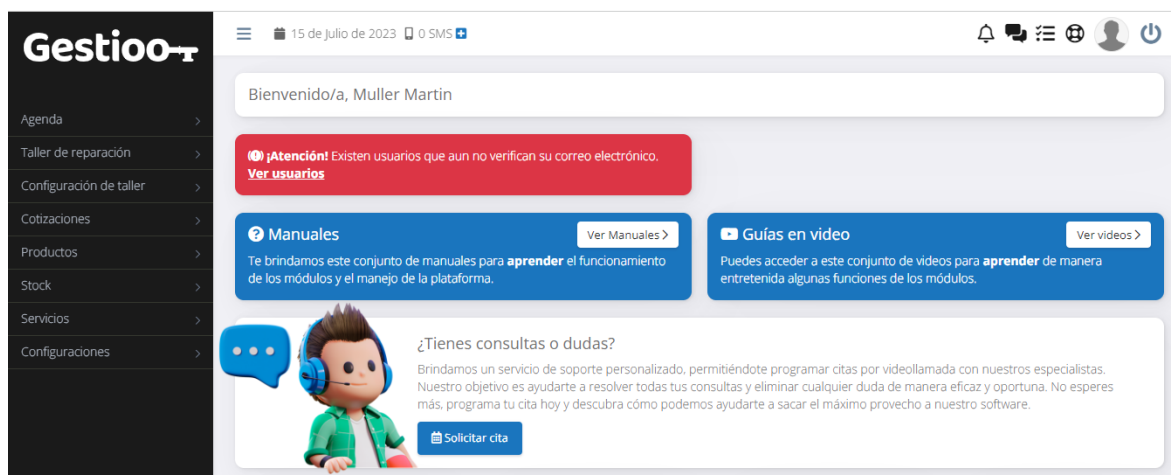 Gestioo
15 de Julio de 2023 0 SMS
Bienvenido/a, Muller Martin
Agenda
Taller de reparación
Configuración de taller
Cotizaciones
Productos
Stock
Servicios
Configuraciones
¡Atención! Existen usuarios que aun no verifican su correo electrónico.
Ver usuarios
Manuales
Ver Manuales
Te brindamos este conjunto de manuales para aprender el funcionamiento
de los módulos y el manejo de la plataforma.
Guías en video
Ver videos
Puedes acceder a este conjunto de videos para aprender de manera
entretenida algunas funciones de los módulos.
¿Tienes consultas o dudas?
Brindamos un servicio de soporte personalizado, permitiéndote programar citas por videollamada con nuestros especialistas.
Nuestro objetivo es ayudarte a resolver todas tus consultas y eliminar cualquier duda de manera eficaz y oportuna. No esperes
más, programa tu cita hoy y descubra cómo podemos ayudarte a sacar el máximo provecho a nuestro software.
Solicitar cita